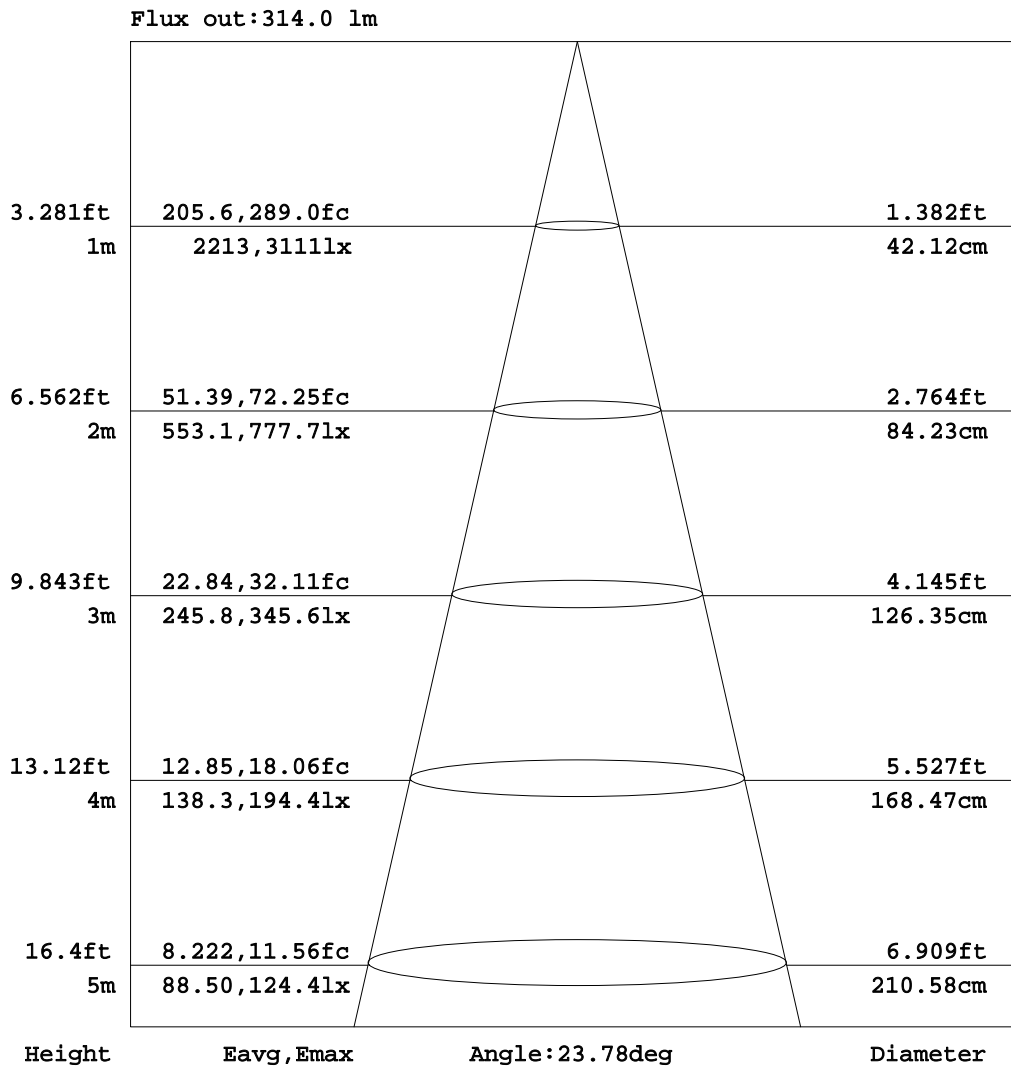 Flux out:314.0 lm
3.281ft 205.6,289.0fc 1.382ft
1m 2213,3111lx 42.12cm
6.562ft 51.39,72.25fc 2.764ft
2m 553.1,777.7lx 84.23cm
9.843ft 22.84,32.11fc 4.145ft
3m 245.8,345.6lx 126.35cm
13.12ft 12.85,18.06fc 5.527ft
4m 138.3,194.4lx 168.47cm
16.4ft 8.222,11.56fc 6.909ft
5m 88.50,124.4lx 210.58cm
Height Eavg,Emax Angle:23.78deg Diameter